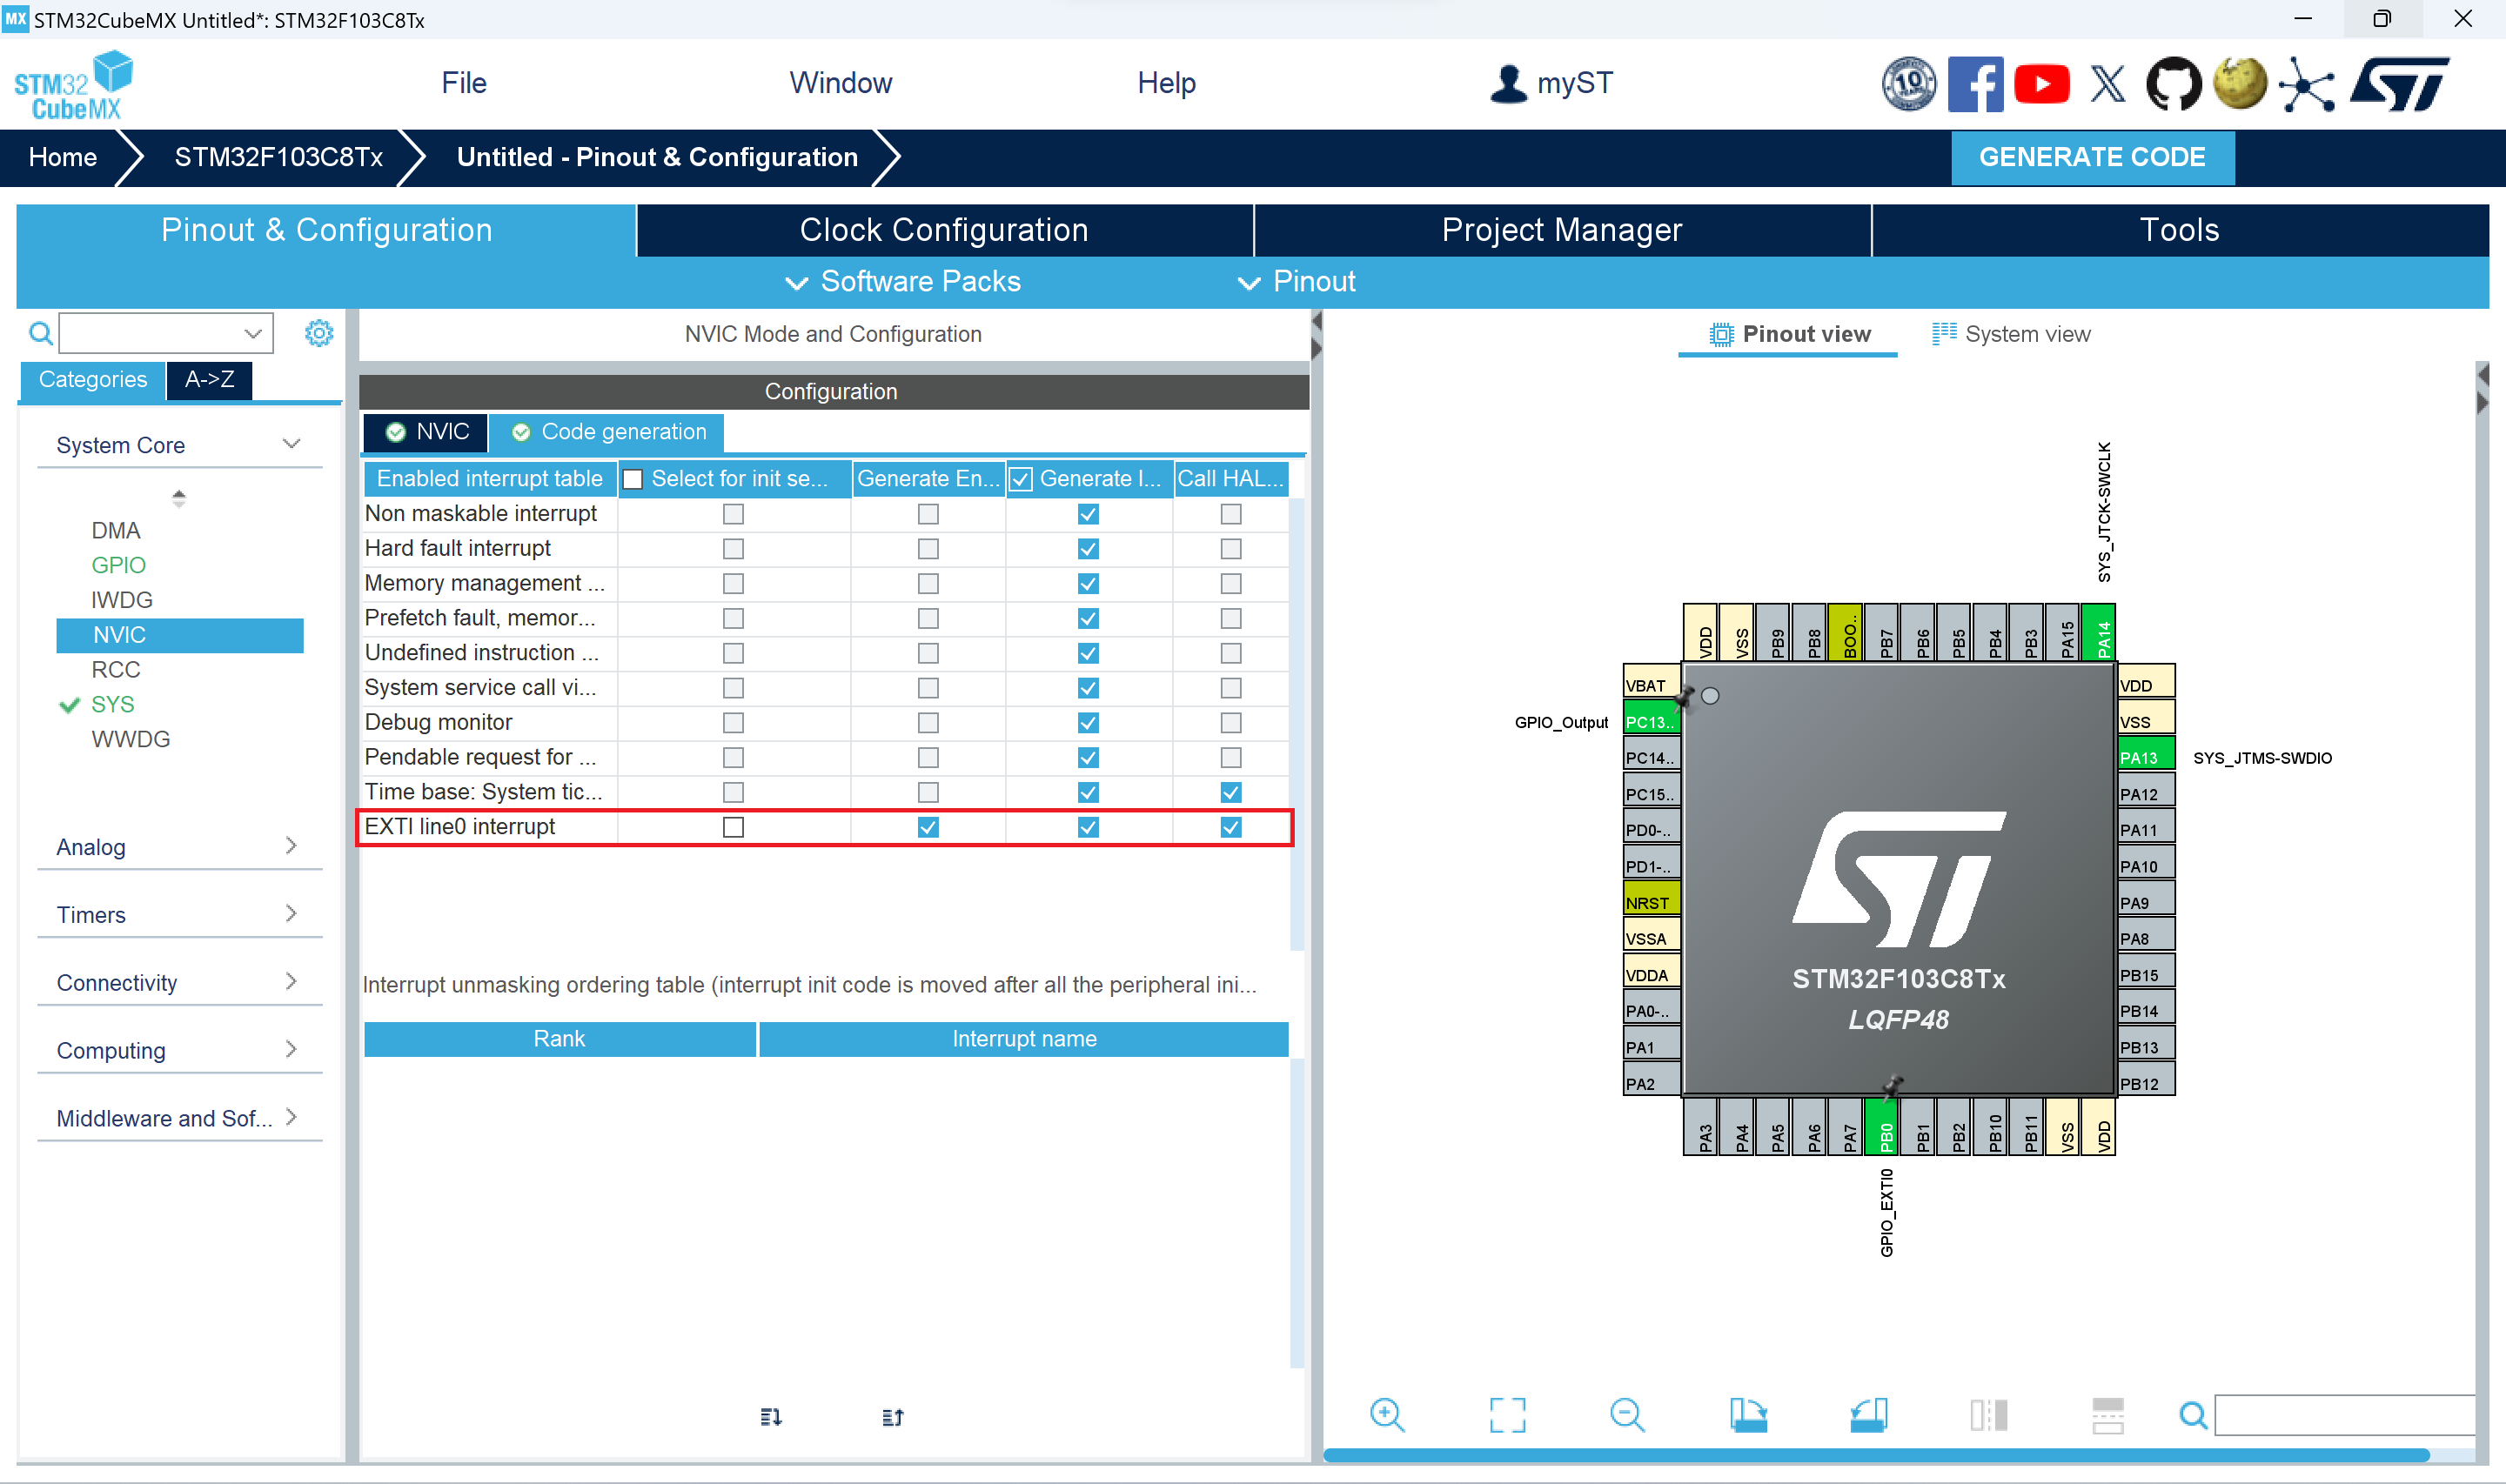 MX STM32CubeMX Untitled*: STM32F103C8Tx
STM32 CubeMX
File Window Help myST
10 YEARS
ST
Home STM32F103C8Tx Untitled - Pinout & Configuration GENERATE CODE
Pinout & Configuration Clock Configuration Project Manager Tools
Software Packs Pinout
NVIC Mode and Configuration
Pinout view System view
Categories A->Z
Configuration
NVIC Code generation
System Core
DMA
GPIO
IWDG
NVIC
RCC
SYS
WWDG
Analog
Timers
Connectivity
Computing
Middleware and Sof...
Enabled interrupt table Select for init se... Generate En... Generate I... Call HAL...
Non maskable interrupt
Hard fault interrupt
Memory management ...
Prefetch fault, memor...
Undefined instruction ...
System service call vi...
Debug monitor
Pendable request for ...
Time base: System tic...
EXTI line0 interrupt
Interrupt unmasking ordering table (interrupt init code is moved after all the peripheral ini...
Rank Interrupt name
SYS_JTCK-SWCLK
VDD VSS PB9 PB8 BOO.. PB7 PB6 PB5 PB4 PB3 PA15 PA14
VBAT VDD
GPIO_Output PC13.. VSS
PC14.. PA13 SYS_JTMS-SWDIO
PC15.. PA12
PD0-.. PA11
PD1-.. PA10
NRST PA9
VSSA PA8
VDDA PB15
PA0-.. PB14
PA1 PB13
PA2 PB12
ST
STM32F103C8Tx
LQFP48
PA3 PA4 PA5 PA6 PA7 PB0 PB1 PB2 PB10 PB11 VSS VDD
GPIO_EXTI0